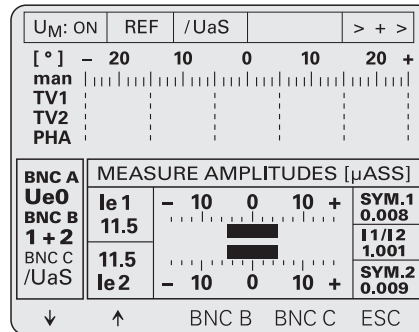 UM: ON REF /UaS > + >
[°] – 20 10 0 10 20 +
man
TV1
TV2
PHA
BNC A
Ue0
BNC B
1+2
BNC C
/UaS
MEASURE AMPLITUDES [µASS]
Ie 1 – 10 0 10 + SYM.1
11.5 0.008
I1/I2
1.001
11.5 SYM.2
Ie 2 – 10 0 10 + 0.009
↓ ↑ BNC B BNC C ESC